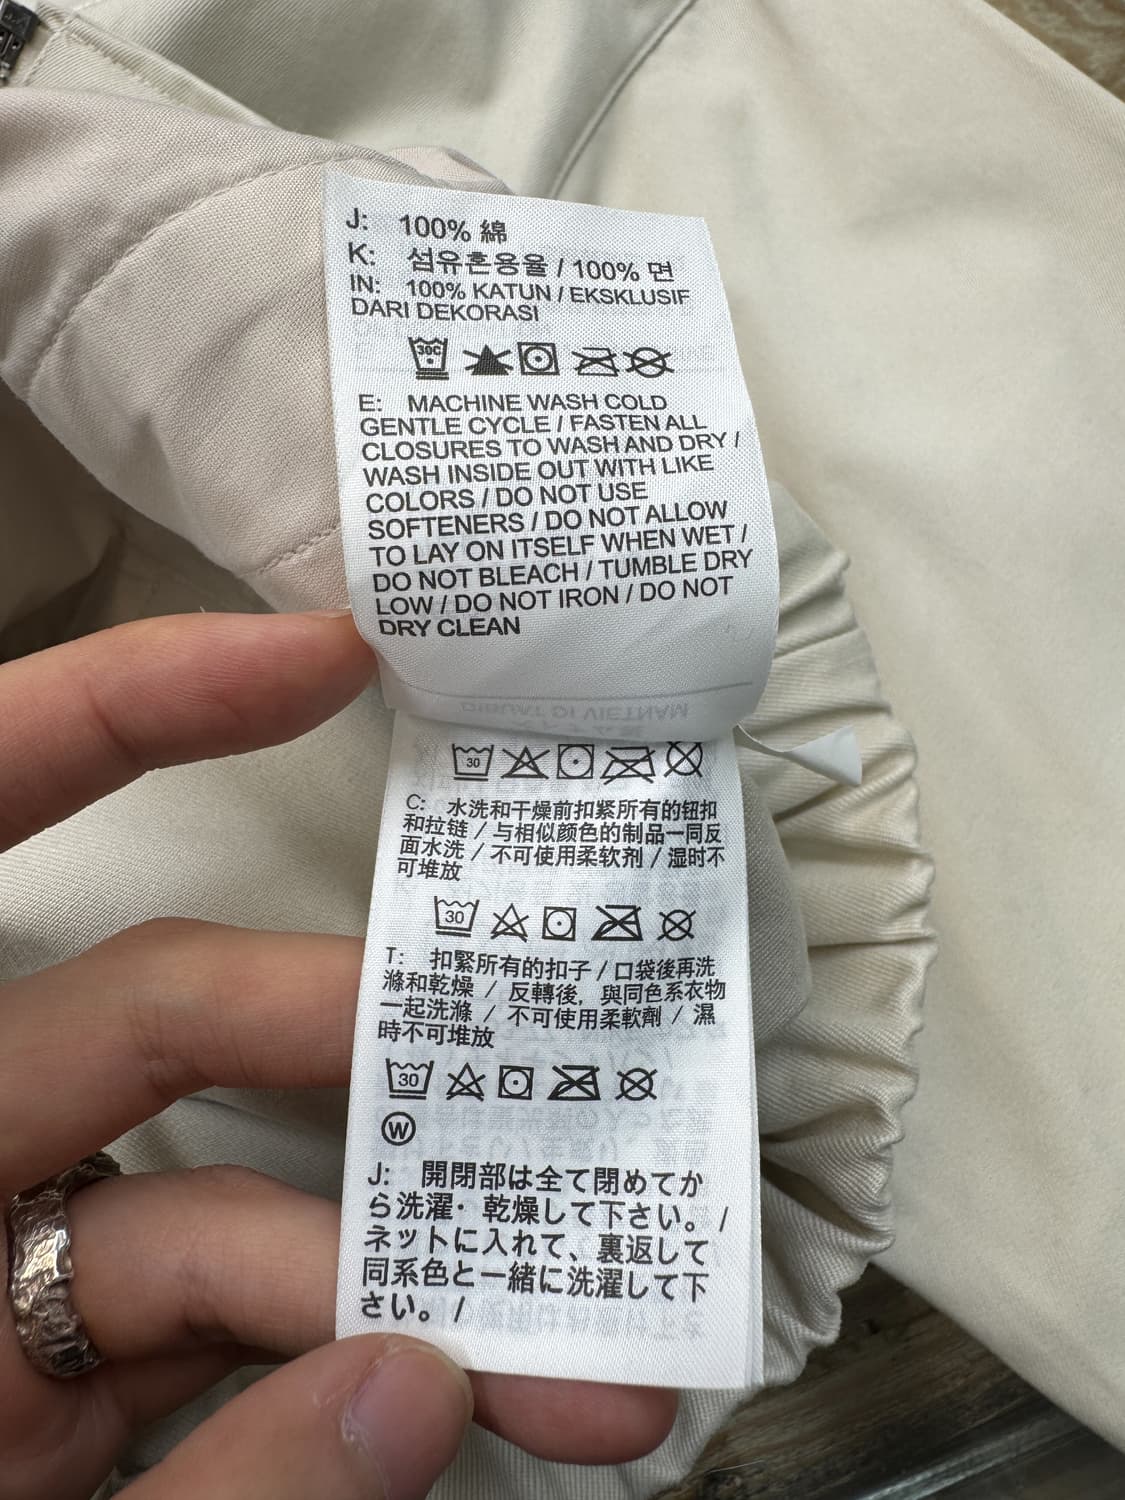 J: 100% 綿
K: 섬유혼용율 / 100% 면
IN: 100% KATUN / EKSKLUSIF
DARI DEKORASI
30C
E: MACHINE WASH COLD
GENTLE CYCLE / FASTEN ALL
CLOSURES TO WASH AND DRY /
WASH INSIDE OUT WITH LIKE
COLORS / DO NOT USE
SOFTENERS / DO NOT ALLOW
TO LAY ON ITSELF WHEN WET /
DO NOT BLEACH / TUMBLE DRY
LOW / DO NOT IRON / DO NOT
DRY CLEAN
DIBUAT DI VIETNAM
30
C: 水洗和干燥前扣紧所有的钮扣
和拉链 / 与相似颜色的制品一同反
面水洗 / 不可使用柔软剂 / 湿时不
可堆放
30
T: 扣緊所有的扣子 / 口袋後再洗
滌和乾燥 / 反轉後, 與同色系衣物
一起洗滌 / 不可使用柔軟劑 / 濕
時不可堆放
30
W
J: 開閉部は全て閉めてか
ら洗濯・乾燥して下さい。 /
ネットに入れて、裏返して
同系色と一緒に洗濯して下
さい。 /